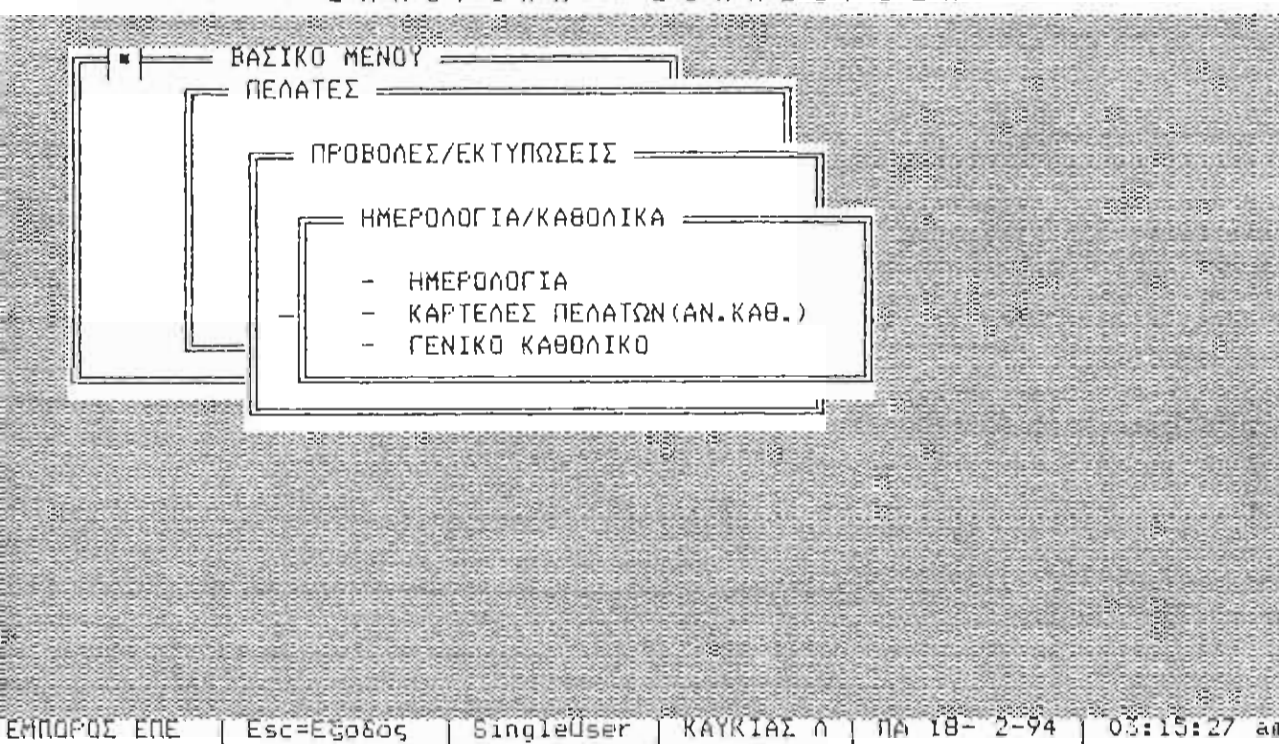 ΒΑΣΙΚΟ ΜΕΝΟΥ
ΠΕΛΑΤΕΣ
ΠΡΟΒΟΛΕΣ/ΕΚΤΥΠΩΣΕΙΣ
ΗΜΕΡΟΛΟΓΙΑ/ΚΑΘΟΛΙΚΑ
- ΗΜΕΡΟΛΟΓΙΑ
- ΚΑΡΤΕΛΕΣ ΠΕΛΑΤΩΝ(ΑΝ.ΚΑΘ.)
- ΓΕΝΙΚΟ ΚΑΘΟΛΙΚΟ
ΕΜΠΟΡΟΣ ΕΠΕ | Esc=Εξοδος | SingleUser | ΚΑΥΚΙΑΣ Λ | ΠΑ 18- 2-94 | 03:15:27 am